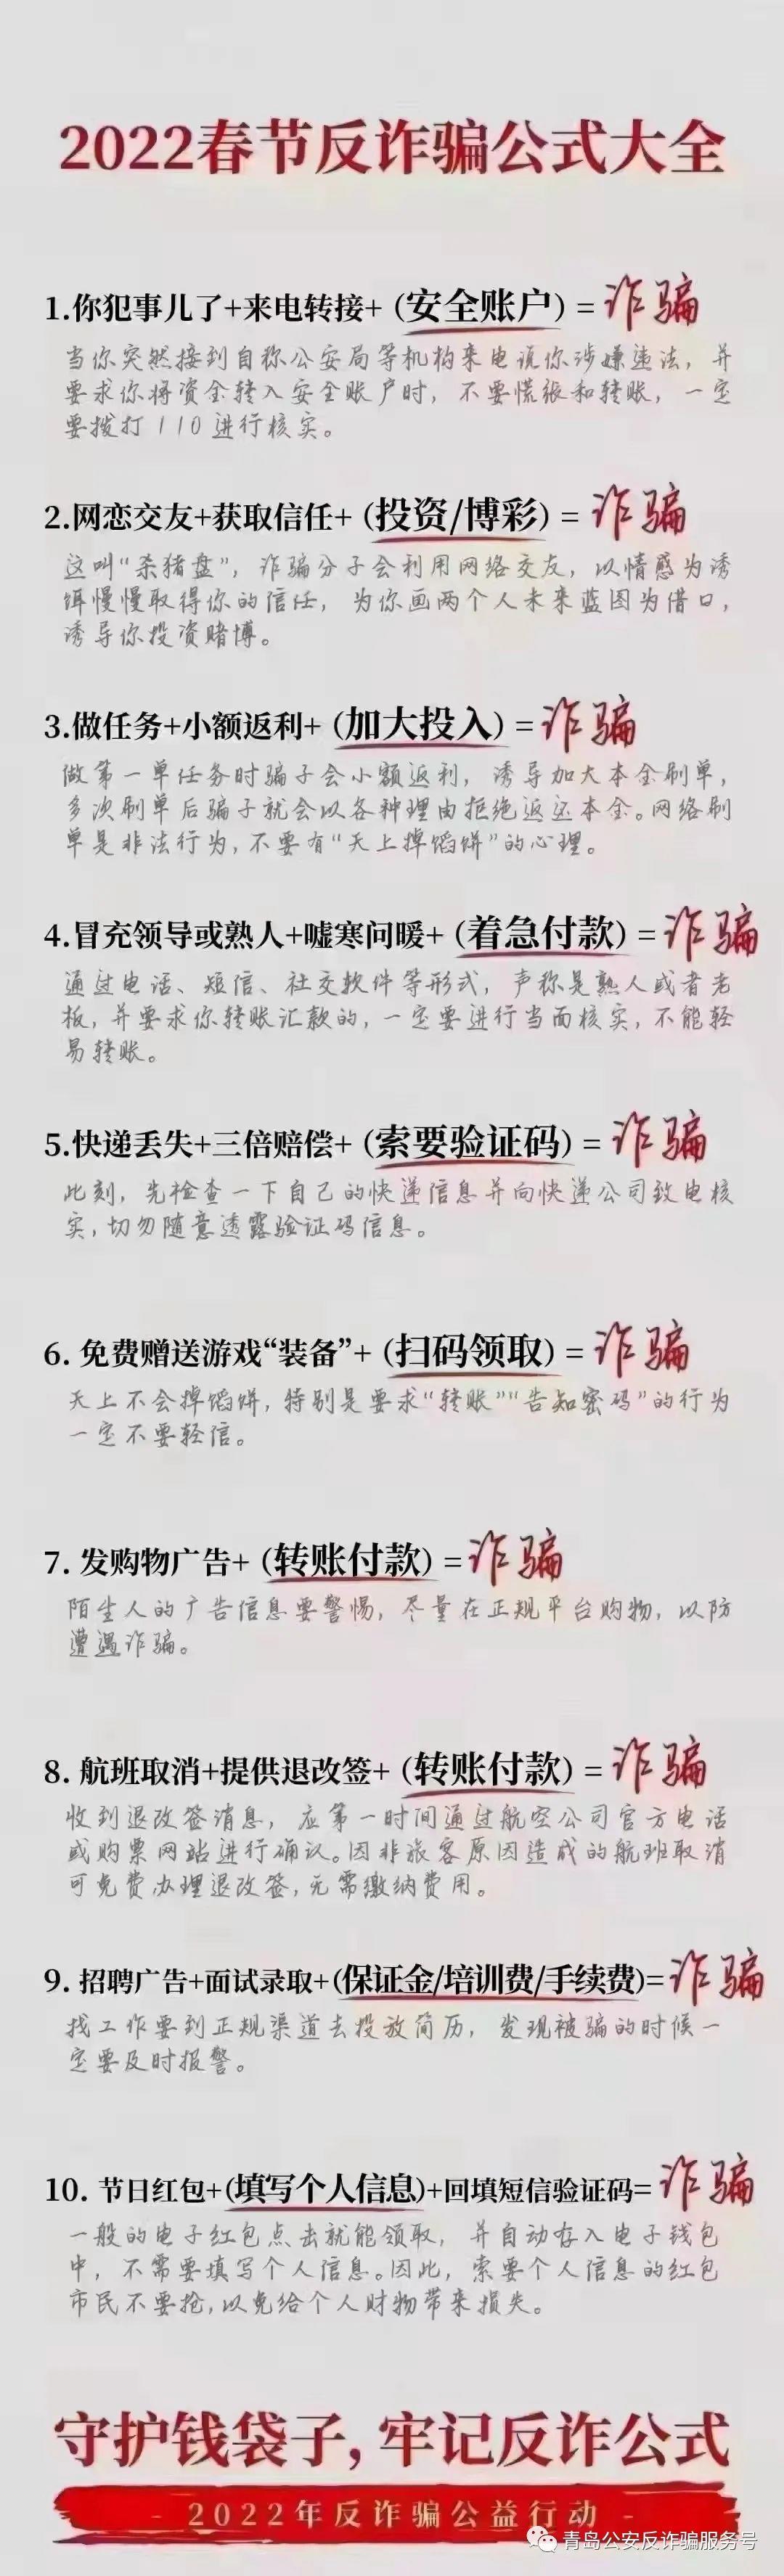 2022春节反诈骗公式大全
1.你犯事儿了+来电转接+(安全账户)=诈骗
当你突然接到自称公安局等机构来电说你涉嫌违法，并
要求你将资金转入安全账户时，不要慌张和转账，一定
要拨打110进行核实。
2.网恋交友+获取信任+(投资/博彩)=诈骗
这叫“杀猪盘”，诈骗分子会利用网络交友，以情感为诱
饵慢慢取得你的信任，为你画两个人未来蓝图为借口，
诱导你投资赌博。
3.做任务+小额返利+(加大投入)=诈骗
做第一单任务时骗子会小额返利，诱导加大本金刷单，
多次刷单后骗子就会以各种理由拒绝返还本金。网络刷
单是非法行为，不要有“天上掉馅饼”的心理。
4.冒充领导或熟人+嘘寒问暖+(着急付款)=诈骗
通过电话、短信、社交软件等形式，声称是熟人或者老
板，并要求你转账汇款的，一定要进行当面核实，不能轻
易转账。
5.快递丢失+三倍赔偿+(索要验证码)=诈骗
此刻，先检查一下自己的快递信息并向快递公司致电核
实，切勿随意透露验证码信息。
6. 免费赠送游戏“装备”+(扫码领取)=诈骗
天上不会掉馅饼，特别是要求“转账”“告知密码”的行为
一定不要轻信。
7. 发购物广告+(转账付款)=诈骗
陌生人的广告信息要警惕，尽量在正规平台购物，以防
遭遇诈骗。
8. 航班取消+提供退改签+(转账付款)=诈骗
收到退改签消息，应第一时间通过航空公司官方电话
或购票网站进行确认。因非旅客原因造成的航班取消
可免费办理退改签，无需缴纳费用。
9. 招聘广告+面试录取+(保证金/培训费/手续费)=诈骗
找工作要到正规渠道去投放简历，发现被骗的时候一
定要及时报警。
10. 节日红包+(填写个人信息)+回填短信验证码=诈骗
一般的电子红包点击就能领取，并自动存入电子钱包
中，不需要填写个人信息。因此，索要个人信息的红包
市民不要抢，以免给个人财物带来损失。
守护钱袋子，牢记反诈公式
- 2022年反诈骗公益行动 -
青岛公安反诈骗服务号